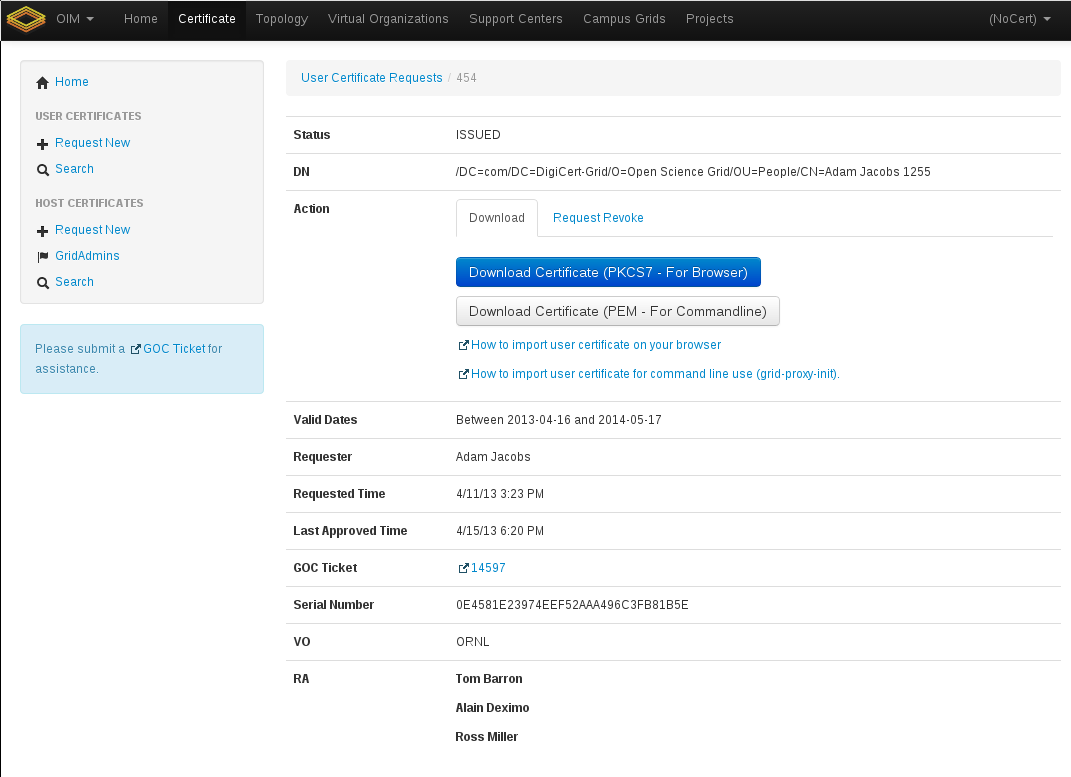 OIM Home Certificate Topology Virtual Organizations Support Centers Campus Grids Projects (NoCert)
Home
USER CERTIFICATES
Request New
Search
HOST CERTIFICATES
Request New
GridAdmins
Search
Please submit a GOC Ticket for
assistance.
User Certificate Requests / 454
Status ISSUED
DN /DC=com/DC=DigiCert-Grid/O=Open Science Grid/OU=People/CN=Adam Jacobs 1255
Action Download Request Revoke
Download Certificate (PKCS7 - For Browser)
Download Certificate (PEM - For Commandline)
How to import user certificate on your browser
How to import user certificate for command line use (grid-proxy-init).
Valid Dates Between 2013-04-16 and 2014-05-17
Requester Adam Jacobs
Requested Time 4/11/13 3:23 PM
Last Approved Time 4/15/13 6:20 PM
GOC Ticket 14597
Serial Number 0E4581E23974EEF52AAA496C3FB81B5E
VO ORNL
RA Tom Barron
Alain Deximo
Ross Miller